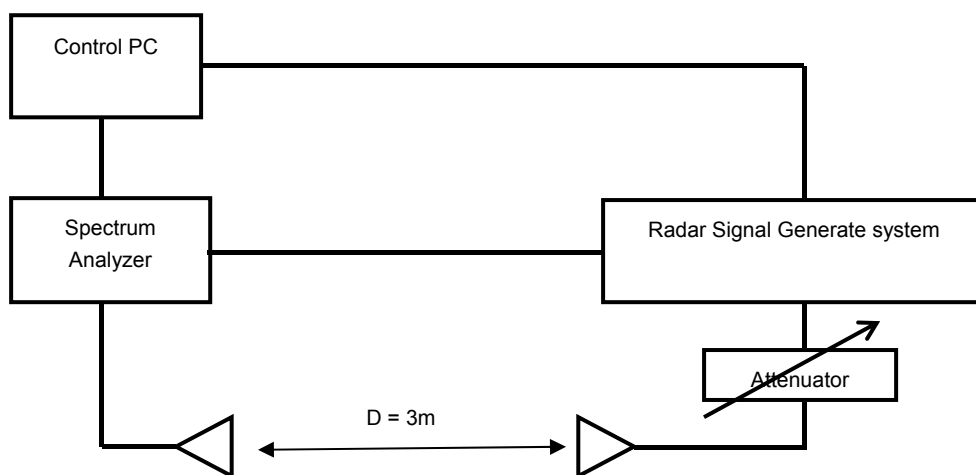 Control PC
Spectrum
Analyzer
Radar Signal Generate system
Attenuator
D = 3m